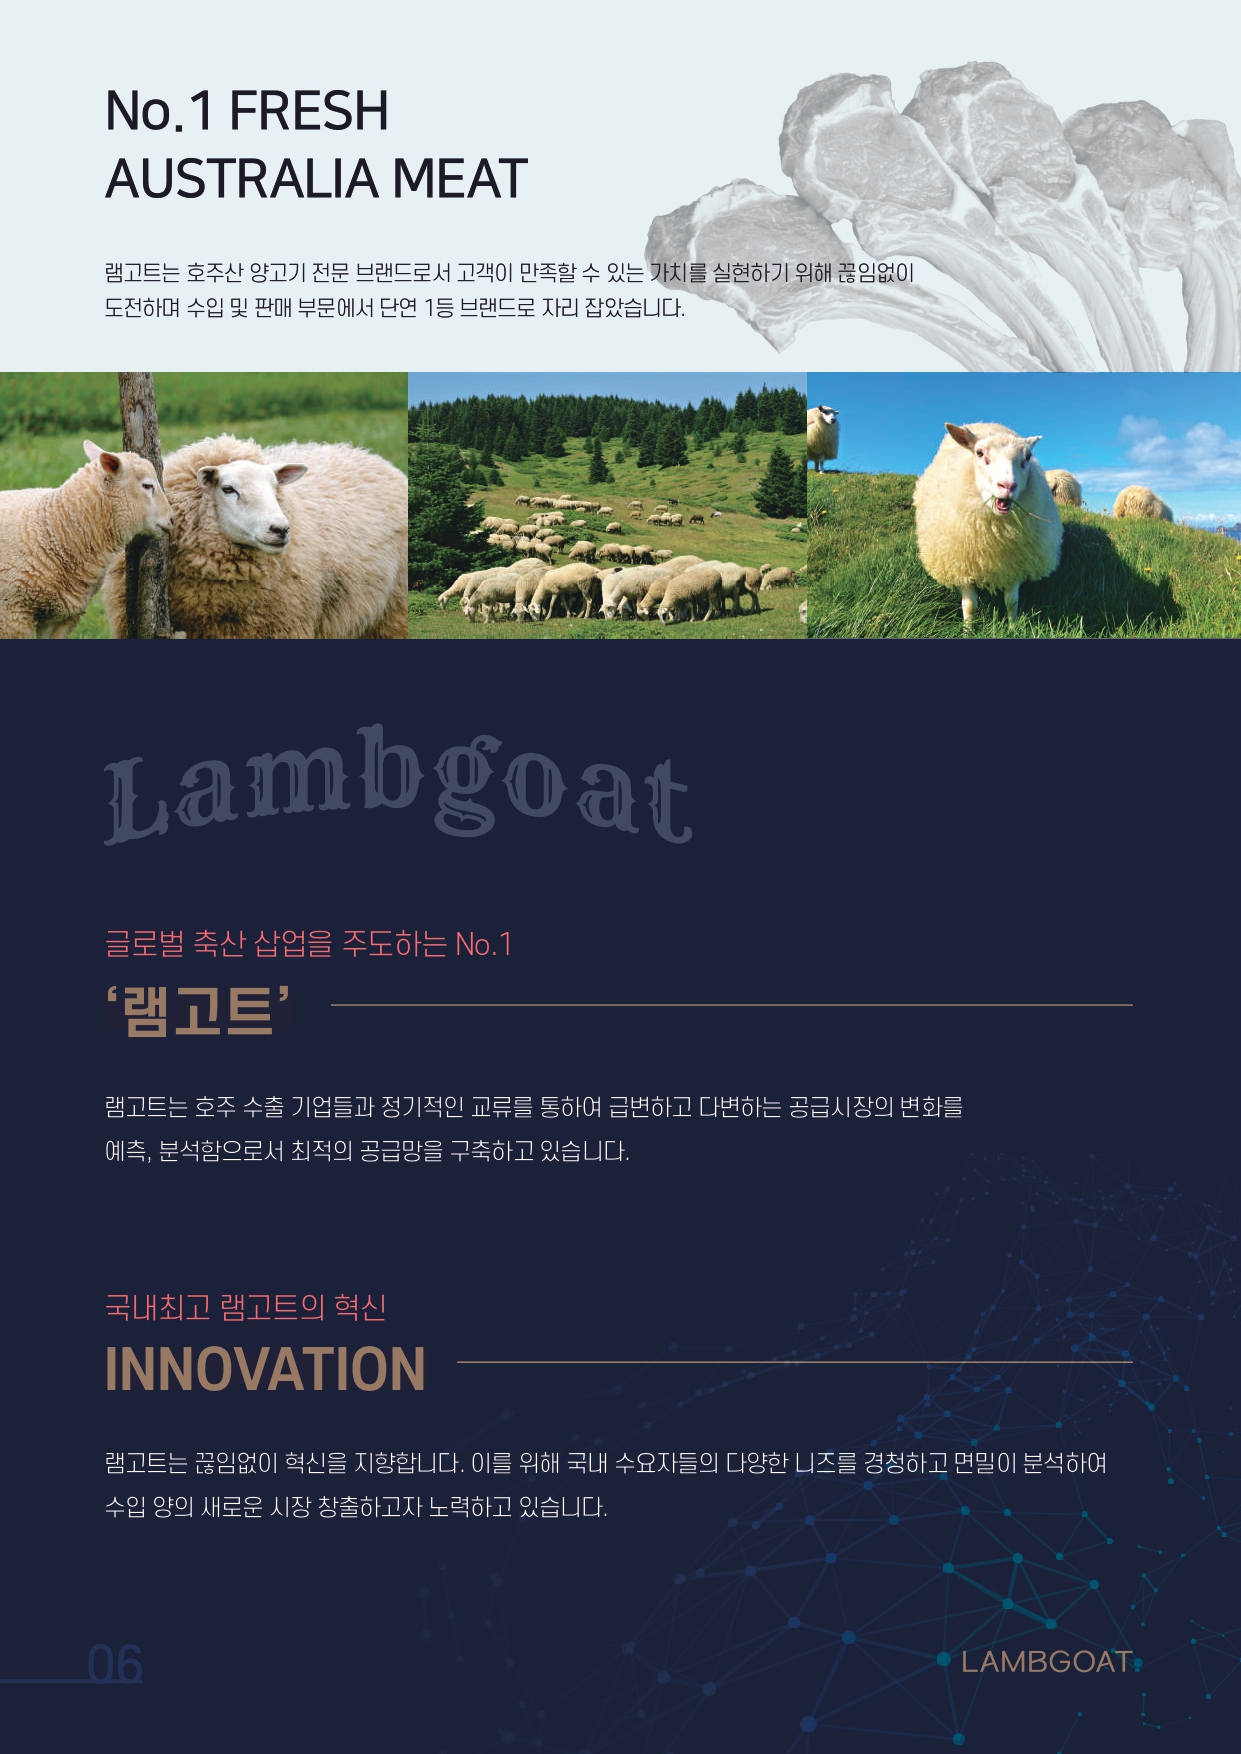 No.1 FRESH
AUSTRALIA MEAT
램고트는 호주산 양고기 전문 브랜드로서 고객이 만족할 수 있는 가치를 실현하기 위해 끊임없이
도전하며 수입 및 판매 부문에서 단연 1등 브랜드로 자리 잡았습니다.
Lambgoat
글로벌 축산 삽업을 주도하는 No.1
‘램고트’
램고트는 호주 수출 기업들과 정기적인 교류를 통하여 급변하고 다변하는 공급시장의 변화를
예측, 분석함으로서 최적의 공급망을 구축하고 있습니다.
국내최고 램고트의 혁신
INNOVATION
램고트는 끊임없이 혁신을 지향합니다. 이를 위해 국내 수요자들의 다양한 니즈를 경청하고 면밀이 분석하여
수입 양의 새로운 시장 창출하고자 노력하고 있습니다.
06
LAMBGOAT.